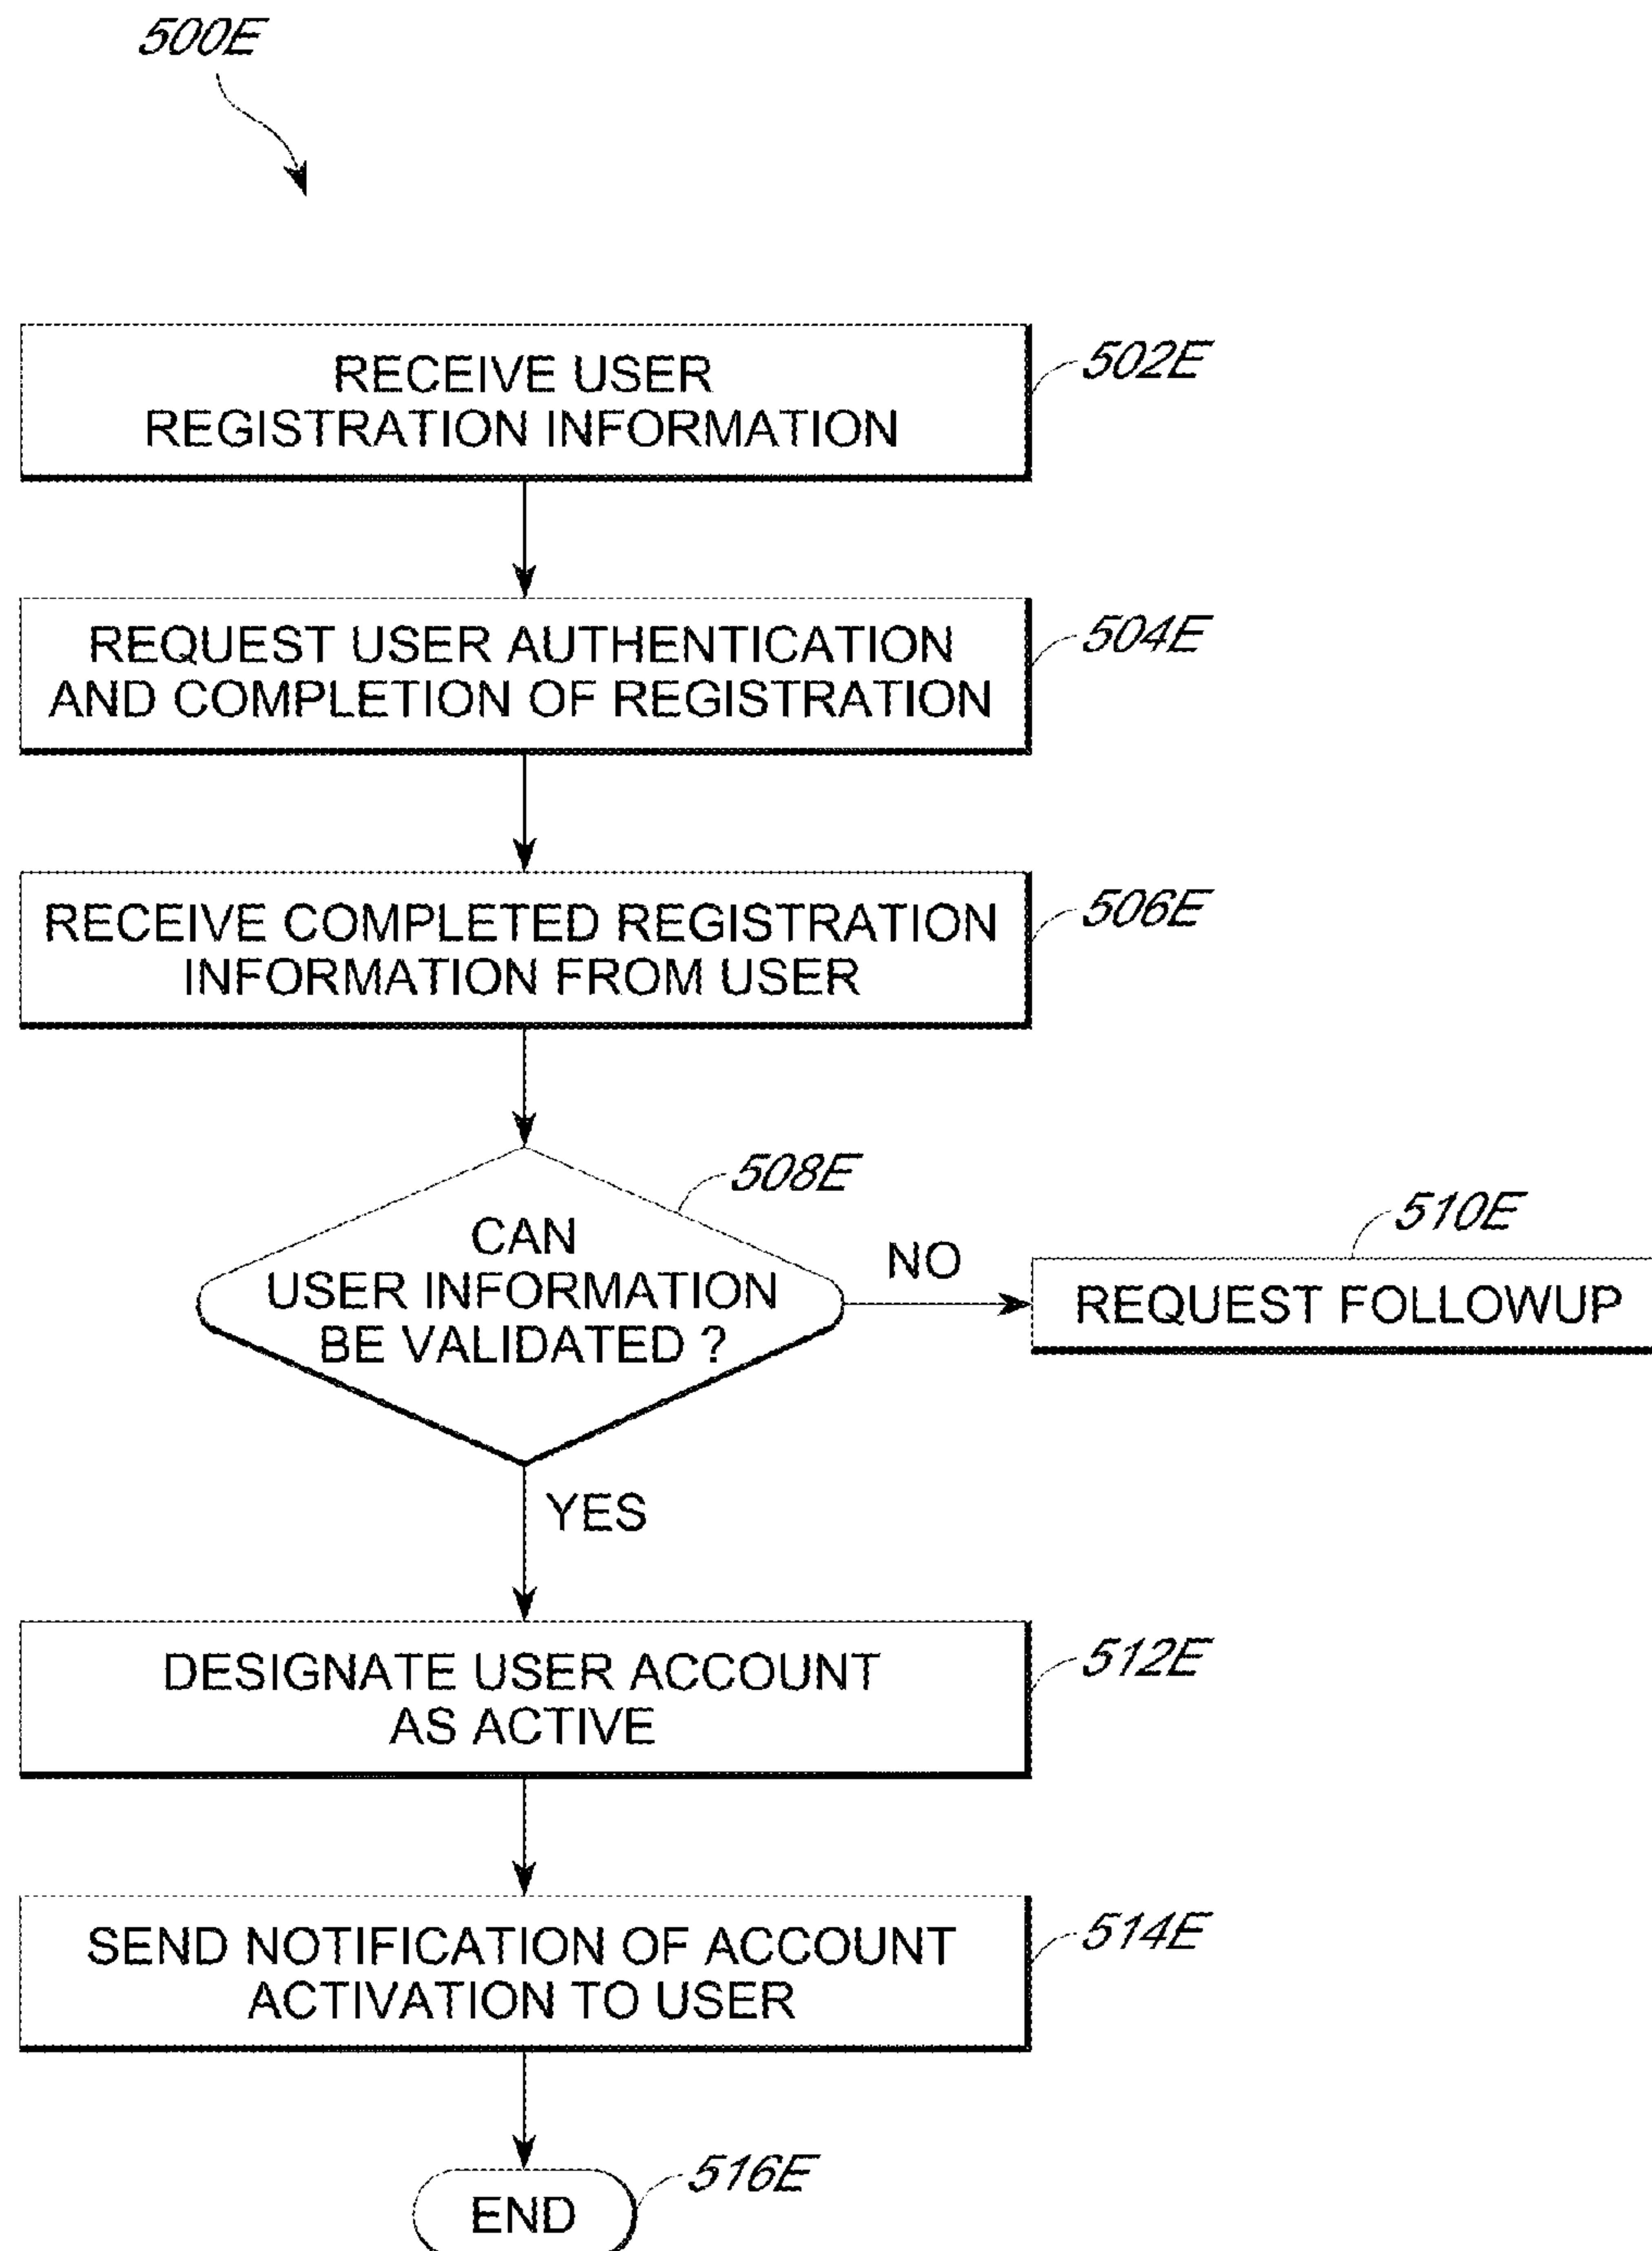 500E
RECEIVE USER
REGISTRATION INFORMATION
502E
REQUEST USER AUTHENTICATION
AND COMPLETION OF REGISTRATION
504E
RECEIVE COMPLETED REGISTRATION
INFORMATION FROM USER
506E
508E
CAN
USER INFORMATION
BE VALIDATED ?
NO
510E
REQUEST FOLLOWUP
YES
DESIGNATE USER ACCOUNT
AS ACTIVE
512E
SEND NOTIFICATION OF ACCOUNT
ACTIVATION TO USER
514E
END
516E